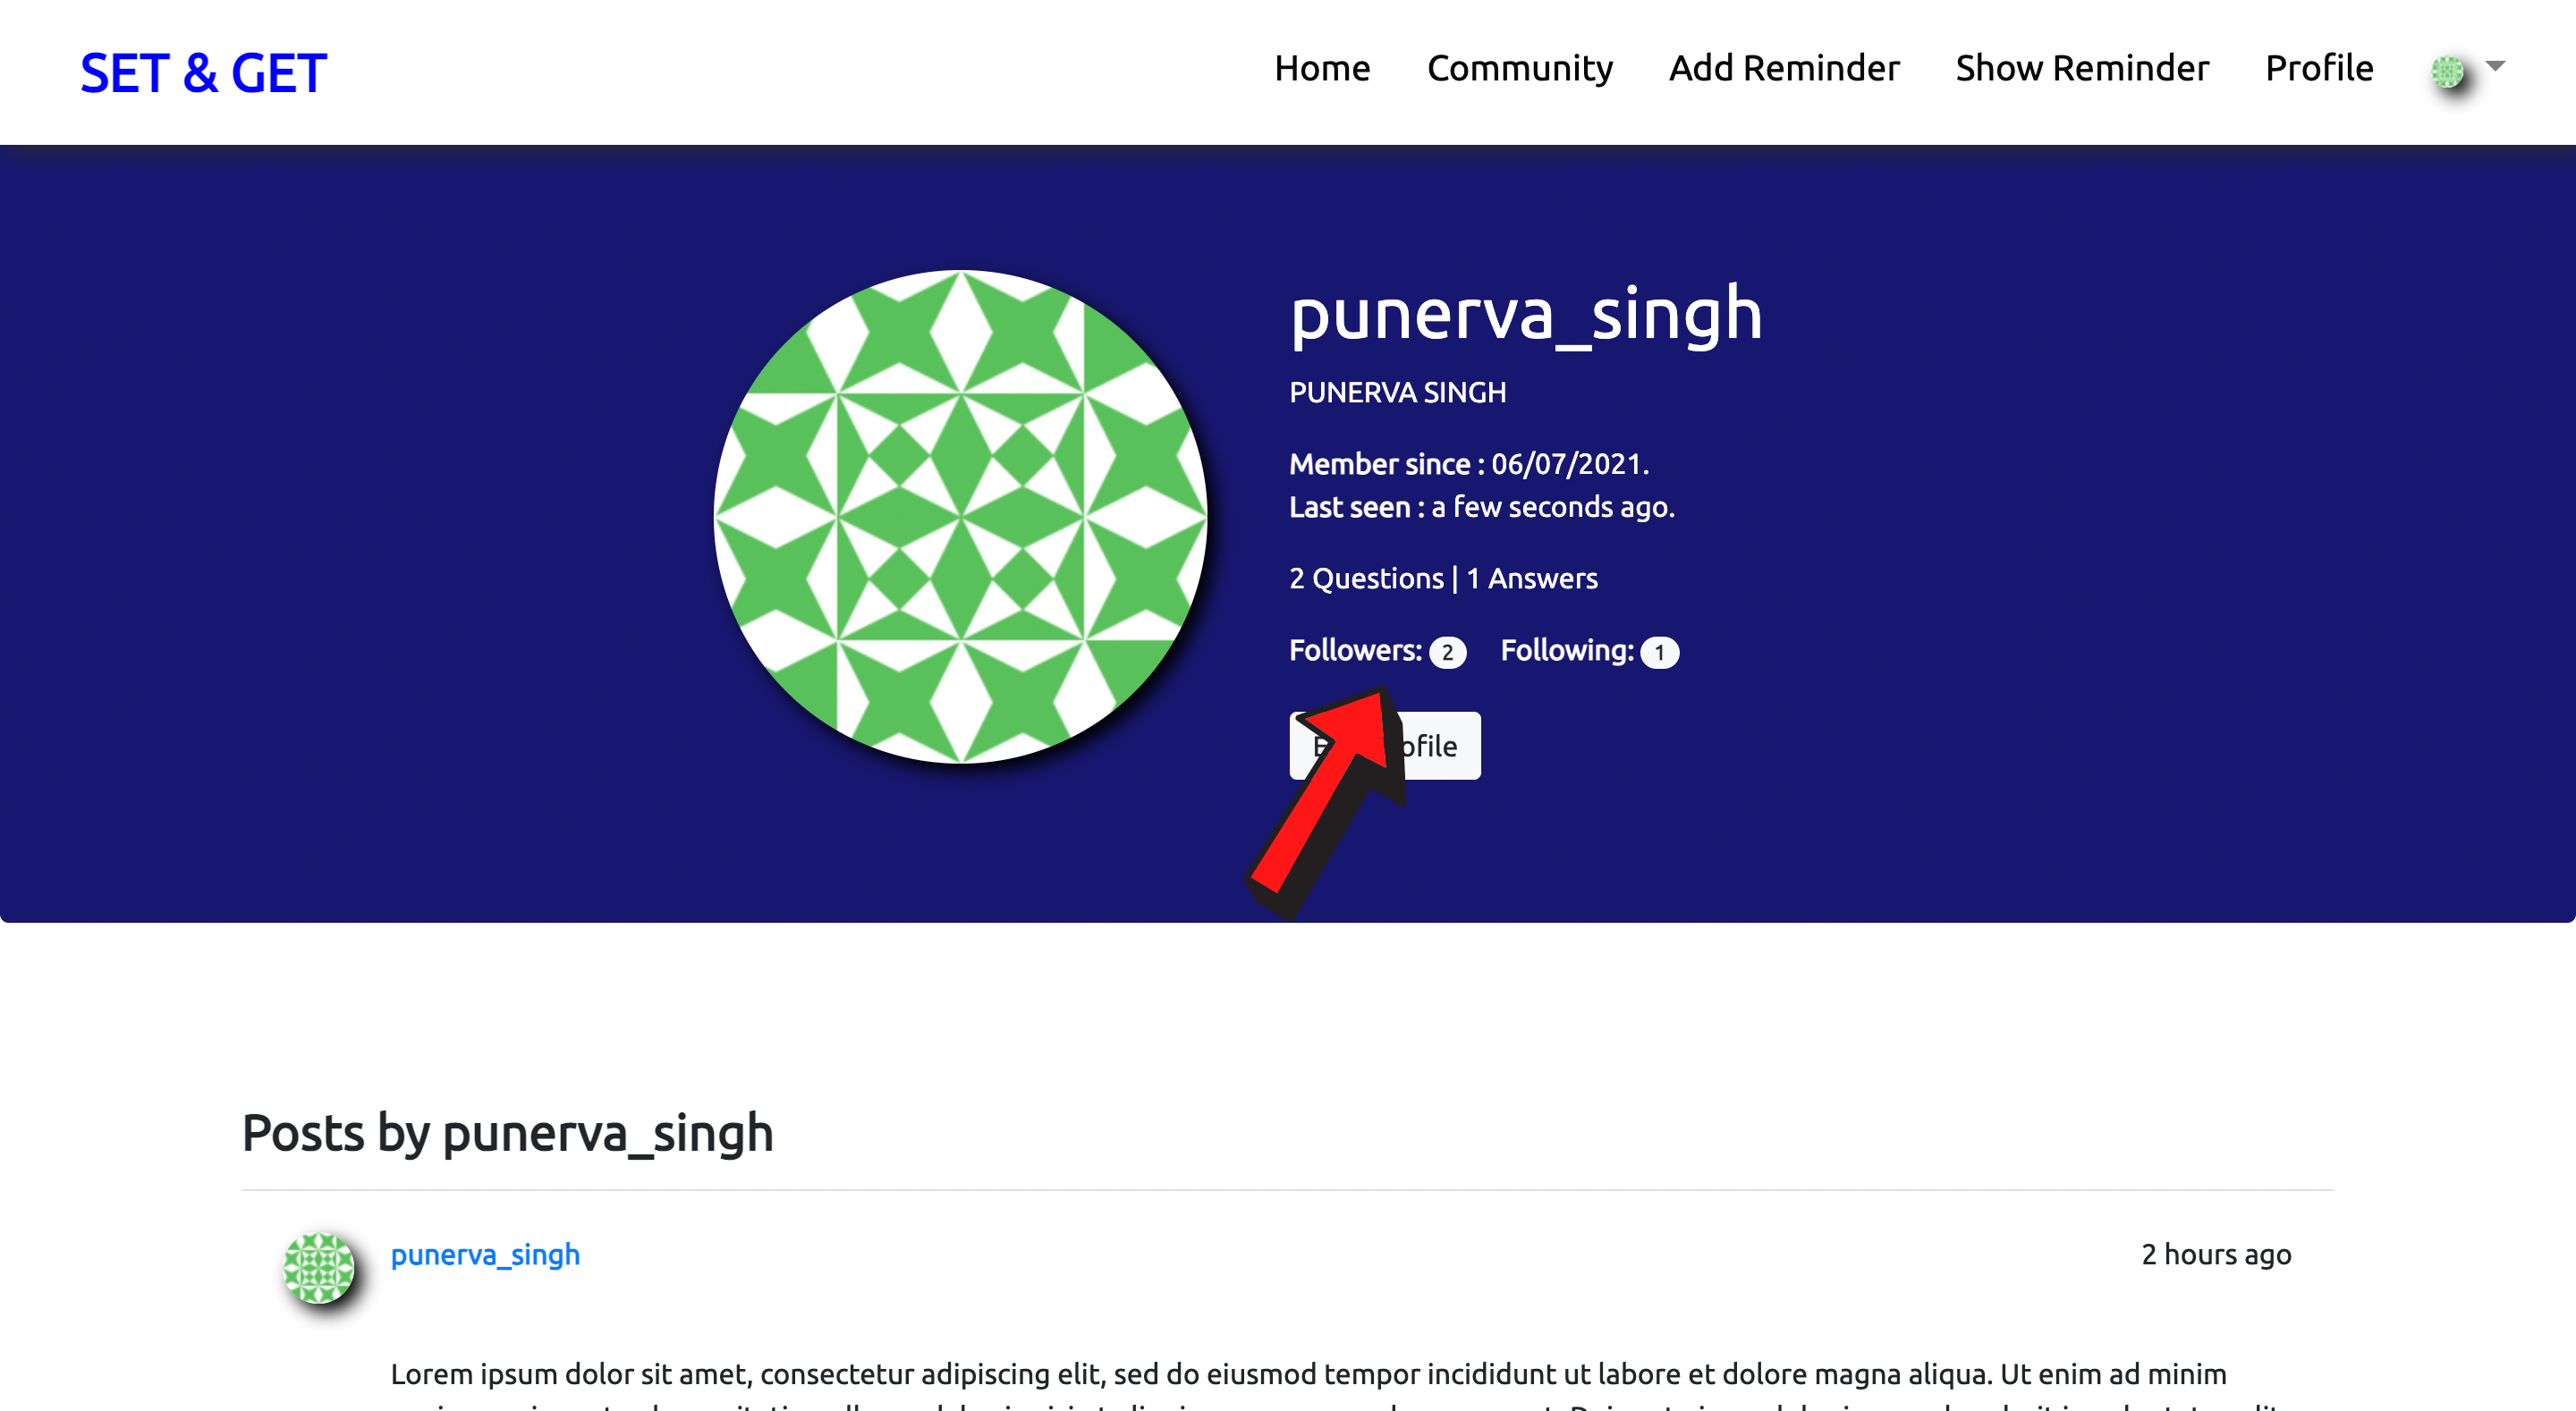 SET & GET
Home Community Add Reminder Show Reminder Profile
punerva_singh
PUNERVA SINGH
Member since : 06/07/2021.
Last seen : a few seconds ago.
2 Questions | 1 Answers
Followers: 2 Following: 1
Posts by punerva_singh
punerva_singh 2 hours ago
Lorem ipsum dolor sit amet, consectetur adipiscing elit, sed do eiusmod tempor incididunt ut labore et dolore magna aliqua. Ut enim ad minim